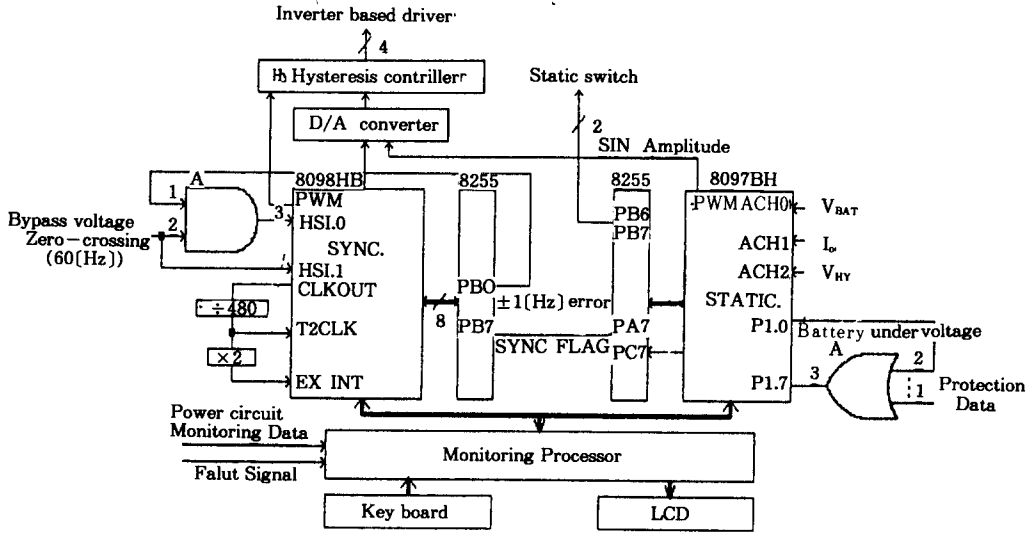 Inverter based driver
4
Hysteresis contriller
Static switch
D/A converter
2
SIN Amplitude
A
8098HB
8255
8255
8097BH
1
PWM
PB6
PWM ACH0
V_BAT
3
HSI.0
PB7
2
Bypass voltage
Zero-crossing
(60[Hz])
SYNC.
ACH1
I_o
HSI.1
ACH2
V_HY
CLKOUT
PB0
±1[Hz] error
STATIC.
÷480
8
T2CLK
PB7
PA7
P1.0
Battery under voltage
SYNC FLAG
A
×2
PC7
3
2
EX INT
P1.7
1
Protection
Data
Power circuit
Monitoring Data
Monitoring Processor
Falut Signal
Key board
LCD